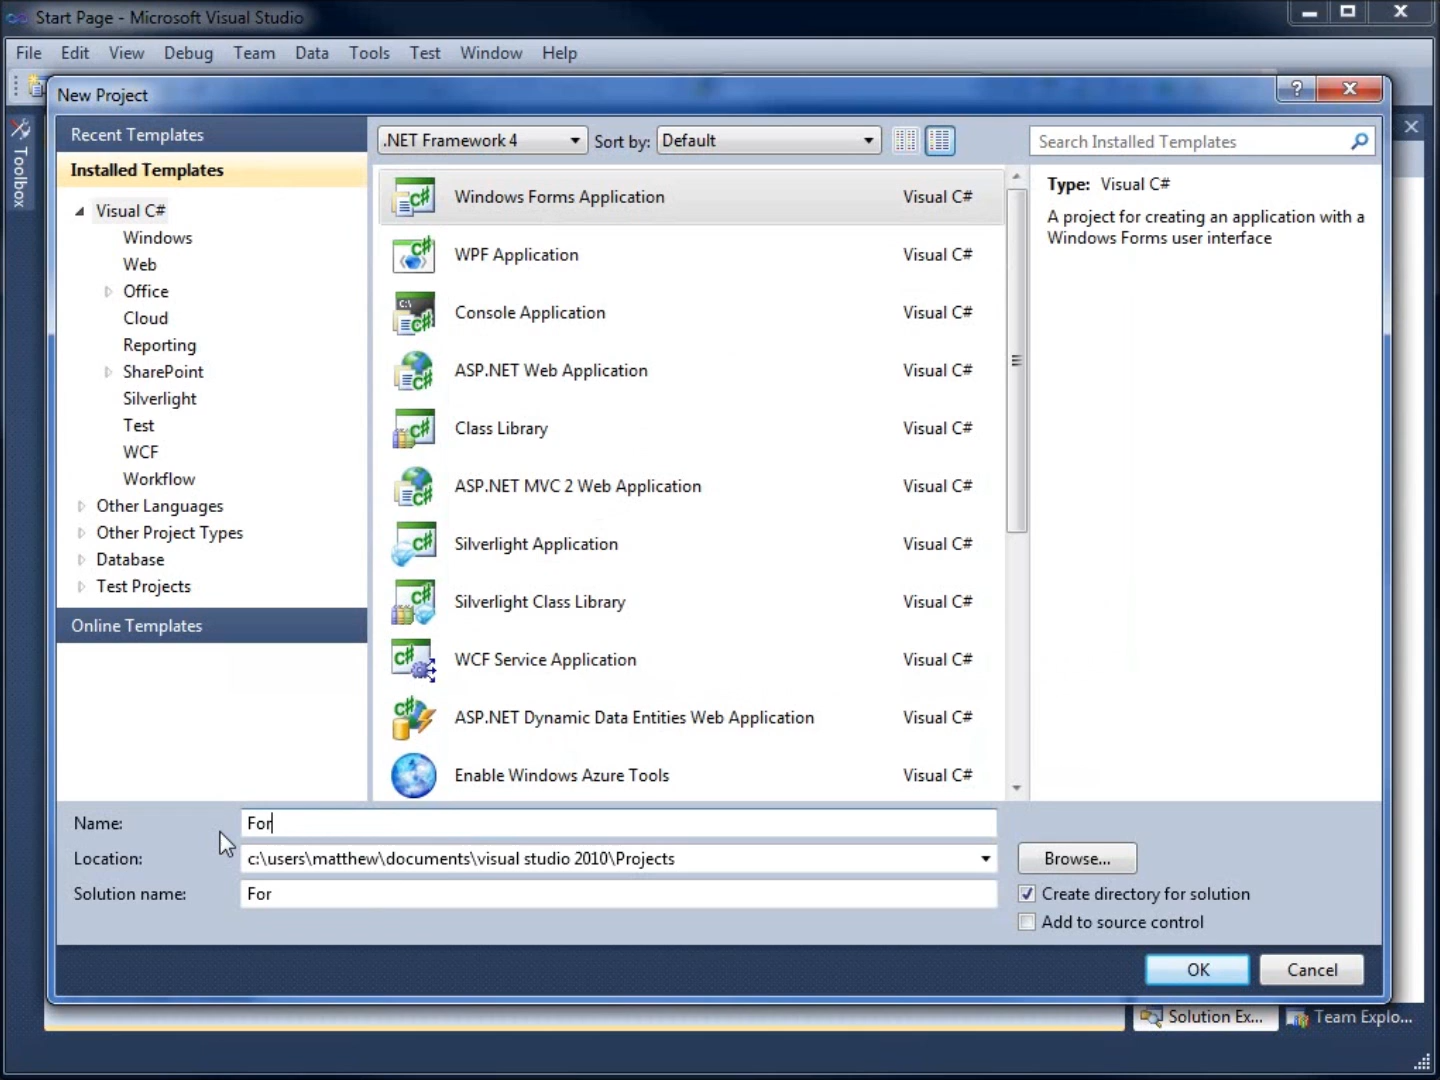 Start Page - Microsoft Visual Studio
File Edit View Debug Team Data Tools Test Window Help
New Project
Toolbox
Recent Templates
Installed Templates
Visual C#
Windows
Web
Office
Cloud
Reporting
SharePoint
Silverlight
Test
WCF
Workflow
Other Languages
Other Project Types
Database
Test Projects
Online Templates
.NET Framework 4 Sort by: Default
Search Installed Templates
Windows Forms Application Visual C#
WPF Application Visual C#
Console Application Visual C#
ASP.NET Web Application Visual C#
Class Library Visual C#
ASP.NET MVC 2 Web Application Visual C#
Silverlight Application Visual C#
Silverlight Class Library Visual C#
WCF Service Application Visual C#
ASP.NET Dynamic Data Entities Web Application Visual C#
Enable Windows Azure Tools Visual C#
Type: Visual C#
A project for creating an application with a
Windows Forms user interface
Name: For
Location: c:\users\matthew\documents\visual studio 2010\Projects Browse...
Solution name: For Create directory for solution
Add to source control
OK Cancel
Solution Ex... Team Explo...